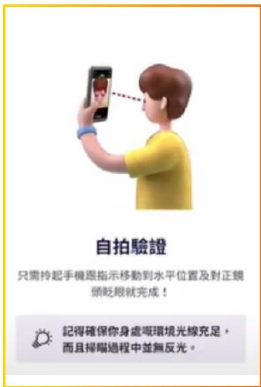 自拍驗證
只需拎起手機跟指示移動到水平位置及對正鏡
頭眨眼就完成！
記得確保你身處嘅環境光線充足，
而且掃瞄過程中並無反光。